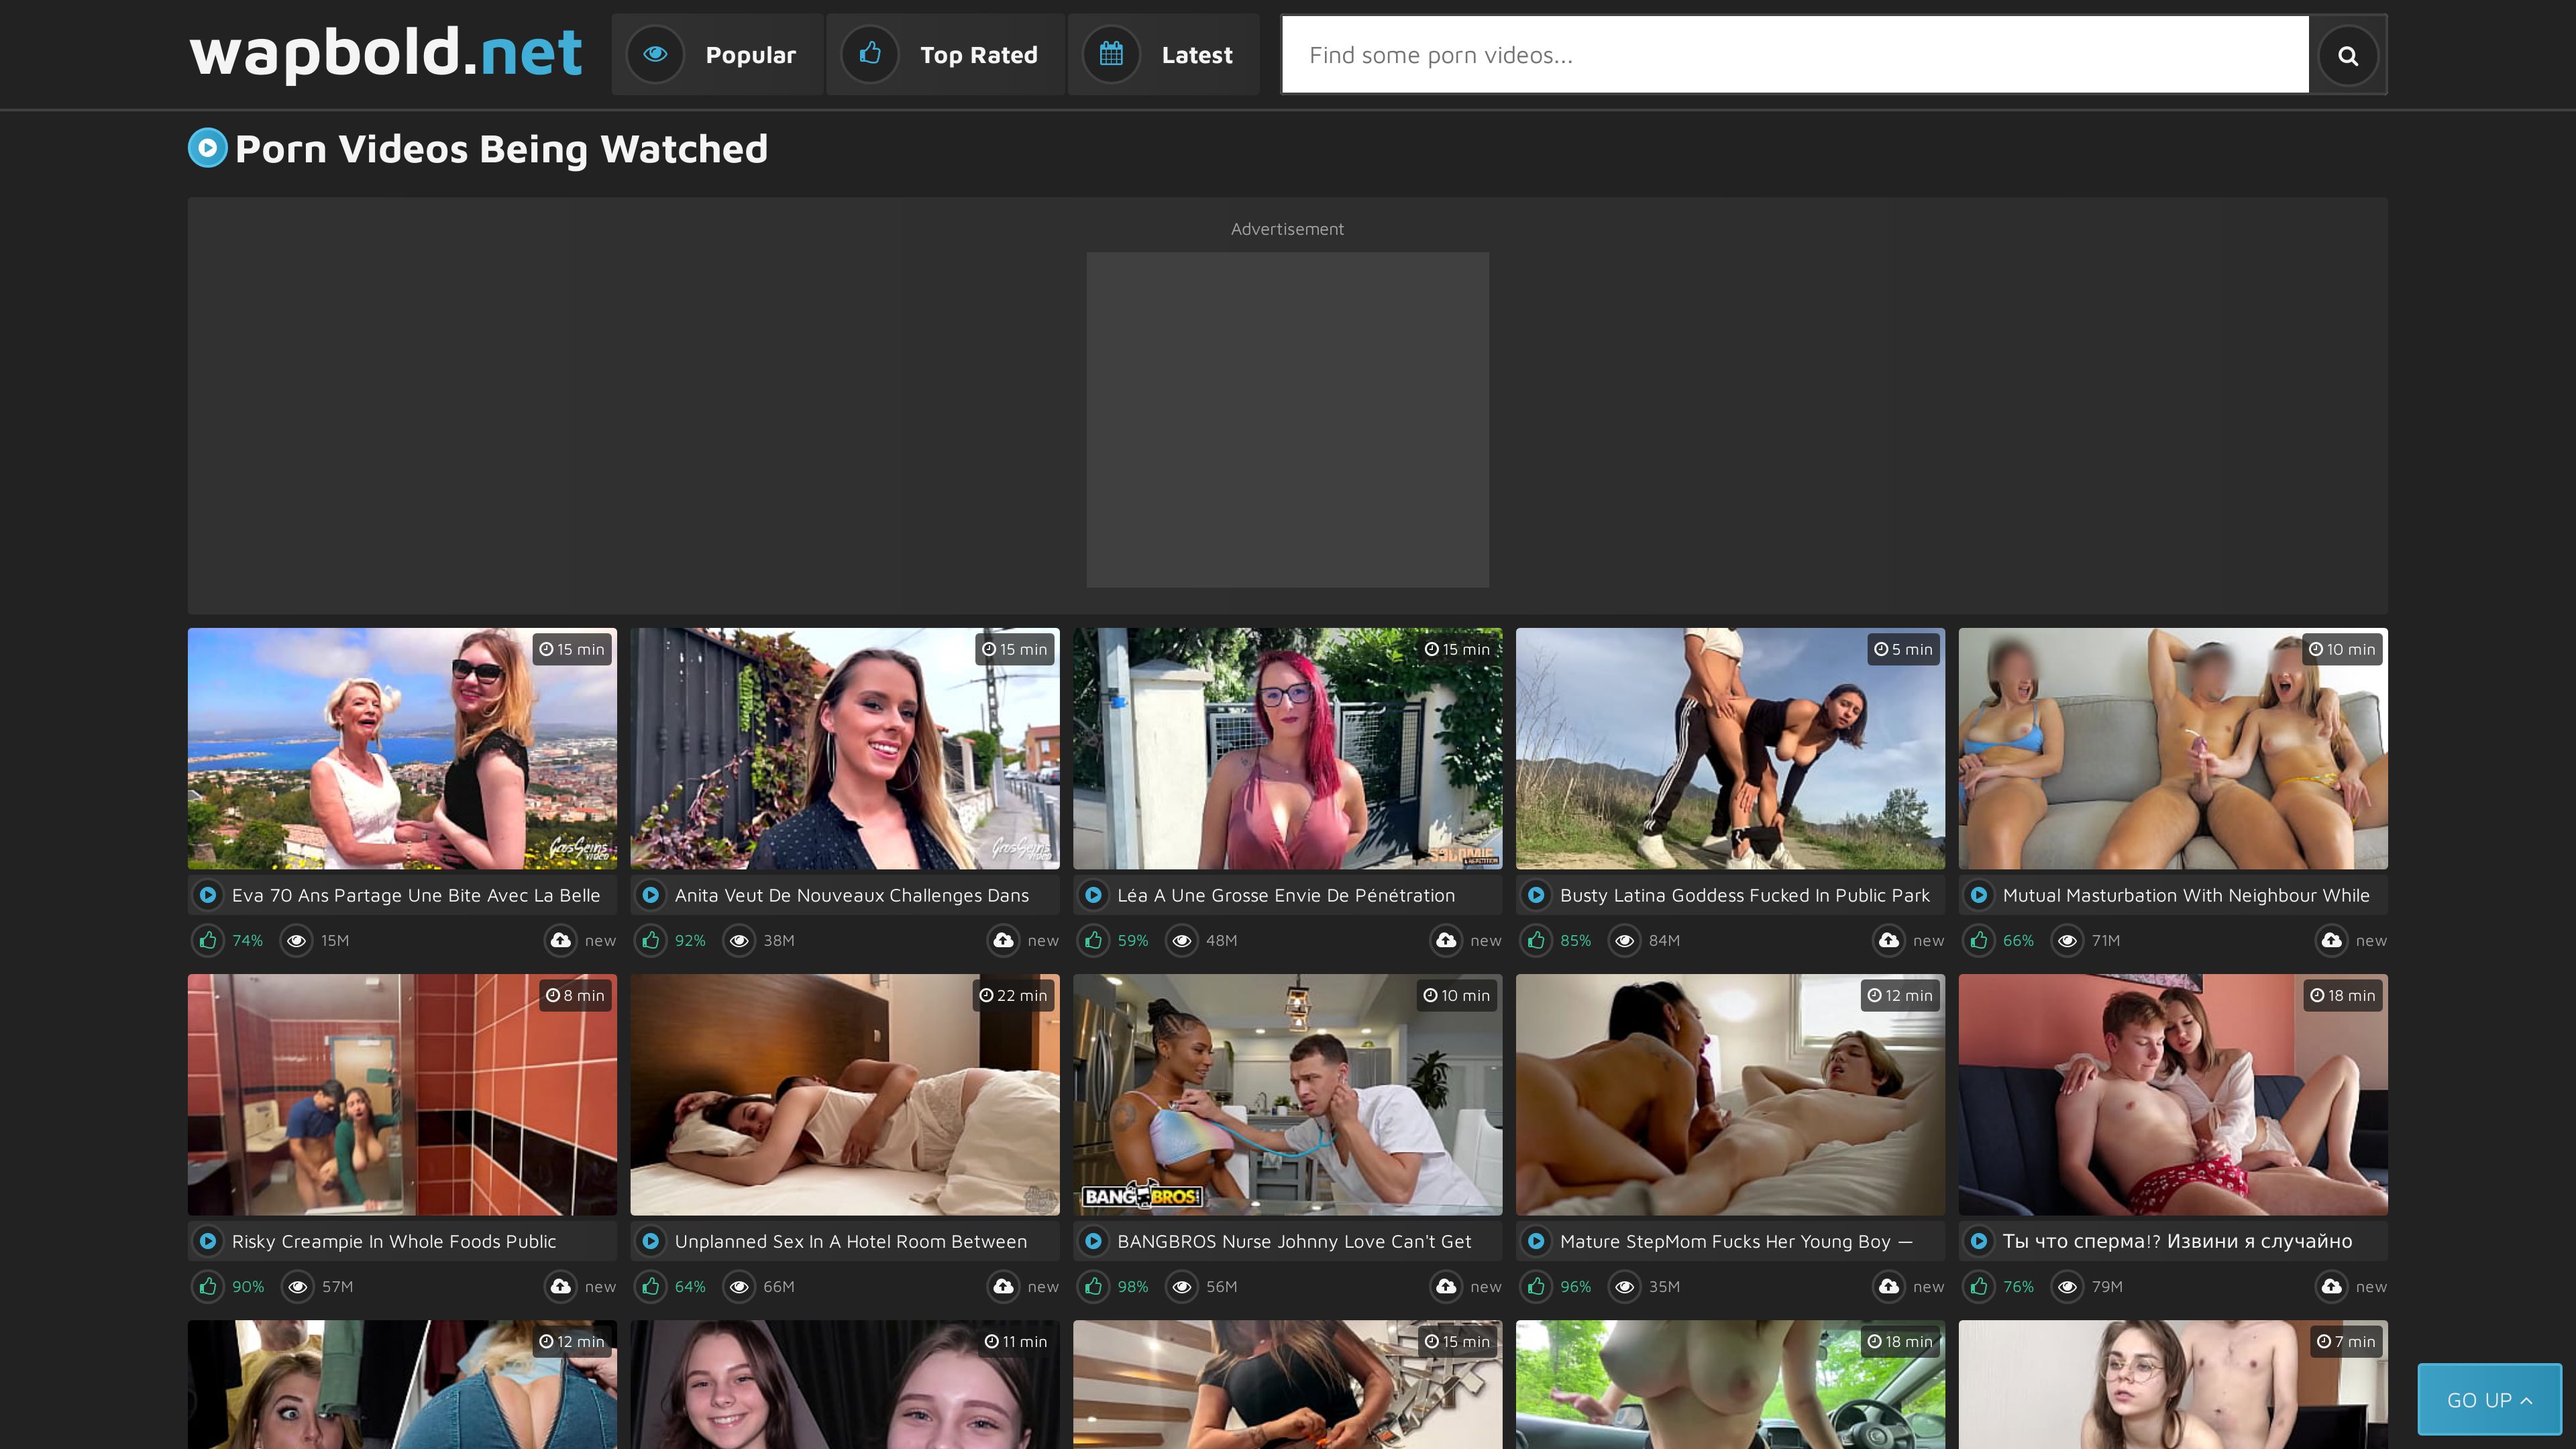 wapbold.net
Popular
Top Rated
Latest
Find some porn videos...
Porn Videos Being Watched
Advertisement
15 min
15 min
15 min
5 min
10 min
GrosSeins
video
GrosSeins
video
Eva 70 Ans Partage Une Bite Avec La Belle
Anita Veut De Nouveaux Challenges Dans
Léa A Une Grosse Envie De Pénétration
Busty Latina Goddess Fucked In Public Park
Mutual Masturbation With Neighbour While
74% 15M new
92% 38M new
59% 48M new
85% 84M new
66% 71M new
8 min
22 min
10 min
12 min
18 min
BANGBROS
Risky Creampie In Whole Foods Public
Unplanned Sex In A Hotel Room Between
BANGBROS Nurse Johnny Love Can't Get
Mature StepMom Fucks Her Young Boy —
Ты что сперма!? Извини я случайно
90% 57M new
64% 66M new
98% 56M new
96% 35M new
76% 79M new
12 min
11 min
15 min
18 min
7 min
GO UP